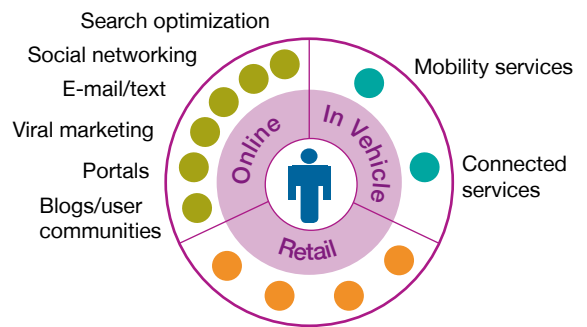 Search optimization
Social networking
E-mail/text
Viral marketing
Portals
Blogs/user
communities
Mobility services
Connected
services
Online
In Vehicle
Retail